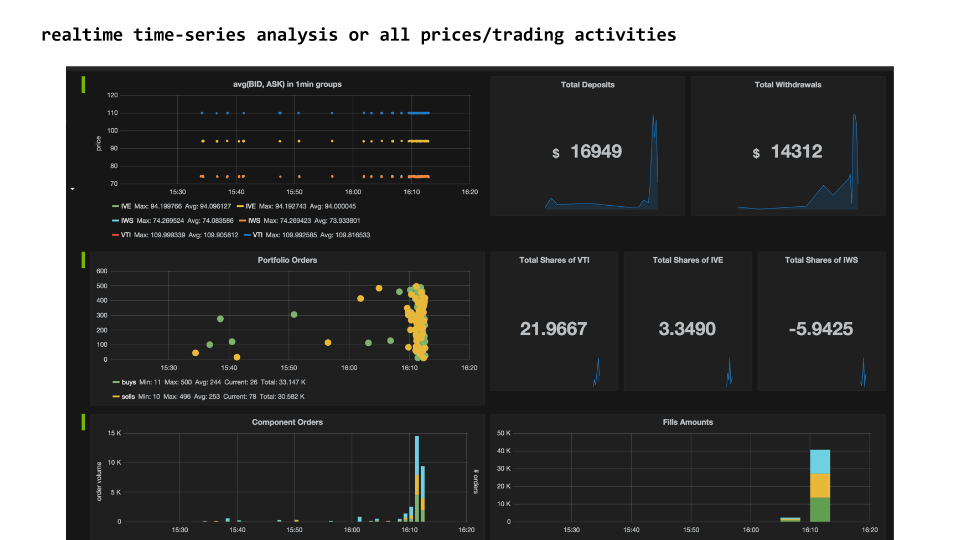 realtime time-series analysis or all prices/trading activities
avg(BID, ASK) in 1min groups
120
110
100
90
80
70
price
15:30 15:40 15:50 16:00 16:10 16:20
IVE Max: 94.199766 Avg: 94.096127 IVE Max: 94.192743 Avg: 94.000045
IWS Max: 74.269524 Avg: 74.083586 IWS Max: 74.269423 Avg: 73.933801
VTI Max: 109.999339 Avg: 109.905812 VTI Max: 109.992585 Avg: 109.816533
Total Deposits
$ 16949
Total Withdrawals
$ 14312
Portfolio Orders
600
500
400
300
200
100
0
15:30 15:40 15:50 16:00 16:10 16:20
buys Min: 11 Max: 500 Avg: 244 Current: 26 Total: 33.147 K
sells Min: 10 Max: 496 Avg: 253 Current: 78 Total: 30.582 K
Total Shares of VTI
21.9667
Total Shares of IVE
3.3490
Total Shares of IWS
-5.9425
Component Orders
15 K
10 K
5 K
0
order volume
# orders
15:30 15:40 15:50 16:00 16:10 16:20
Fills Amounts
50 K
40 K
30 K
20 K
10 K
0
15:30 15:40 15:50 16:00 16:10 16:20